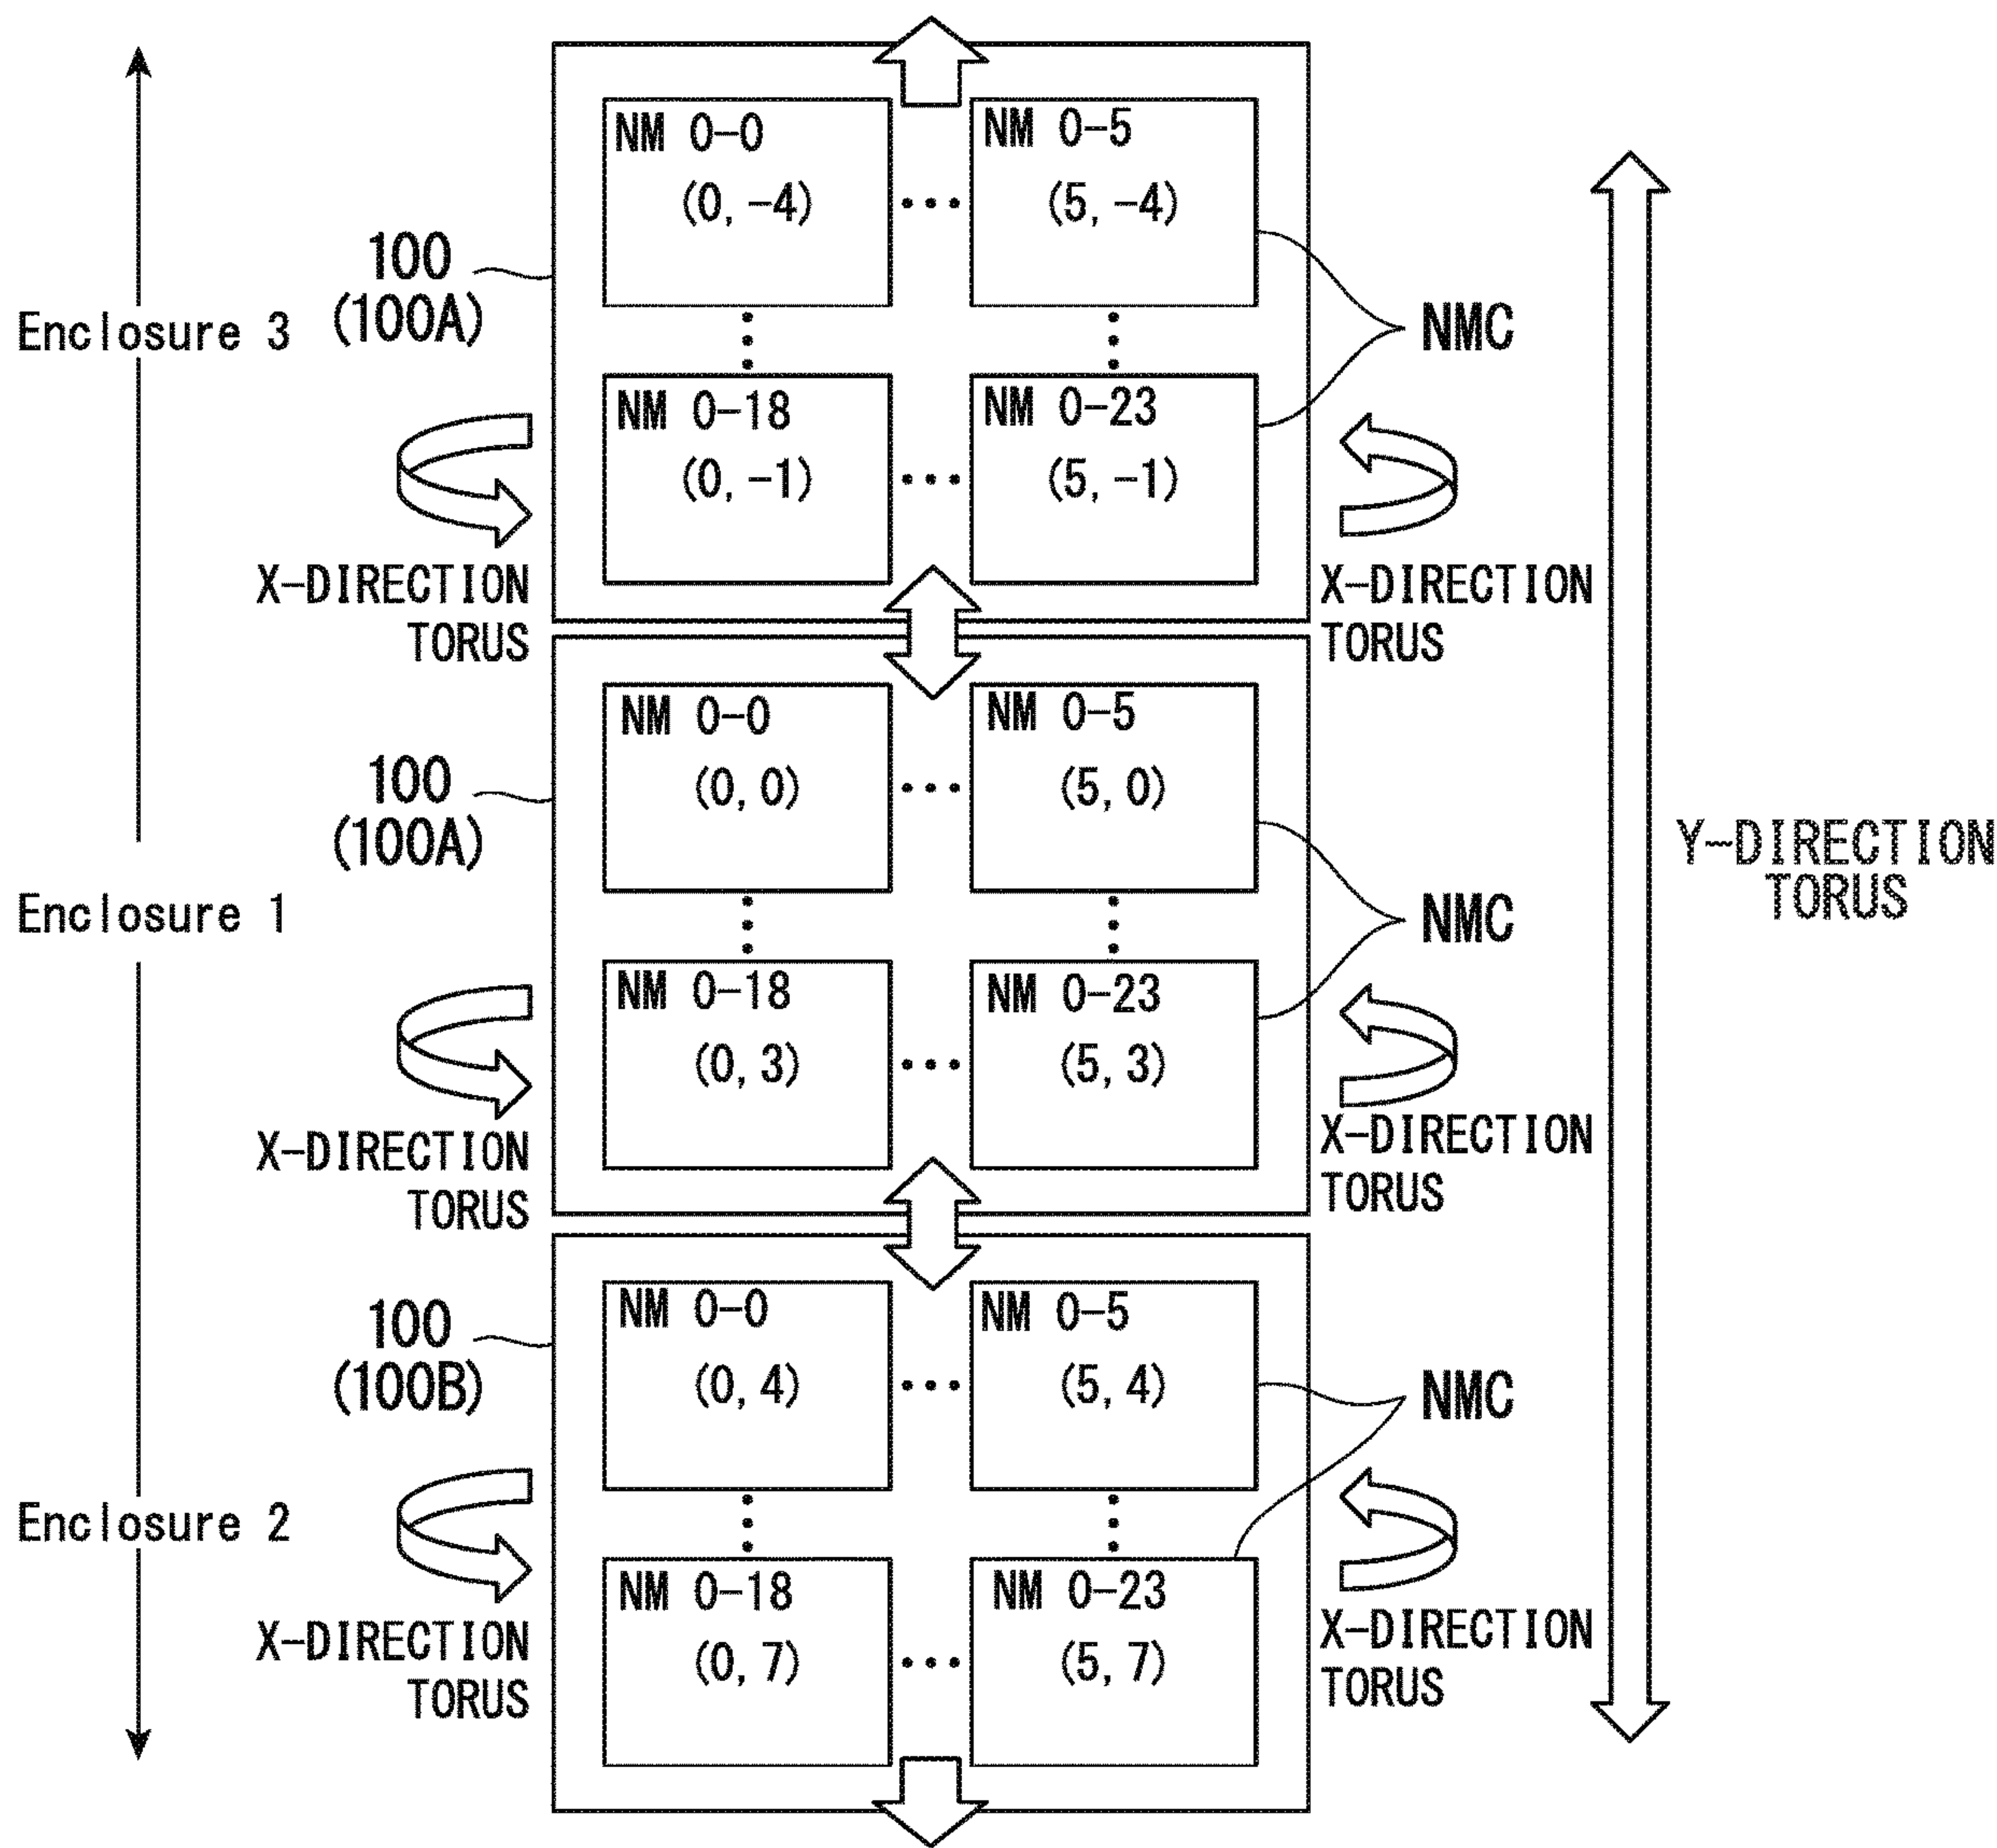 NM 0-0
(0, -4)
NM 0-5
(5, -4)
100
(100A)
Enclosure 3
NMC
NM 0-18
(0, -1)
NM 0-23
(5, -1)
X-DIRECTION
TORUS
X-DIRECTION
TORUS
NM 0-0
(0, 0)
NM 0-5
(5, 0)
100
(100A)
Y-DIRECTION
TORUS
Enclosure 1
NMC
NM 0-18
(0, 3)
NM 0-23
(5, 3)
X-DIRECTION
TORUS
X-DIRECTION
TORUS
NM 0-0
(0, 4)
NM 0-5
(5, 4)
100
(100B)
NMC
Enclosure 2
NM 0-18
(0, 7)
NM 0-23
(5, 7)
X-DIRECTION
TORUS
X-DIRECTION
TORUS